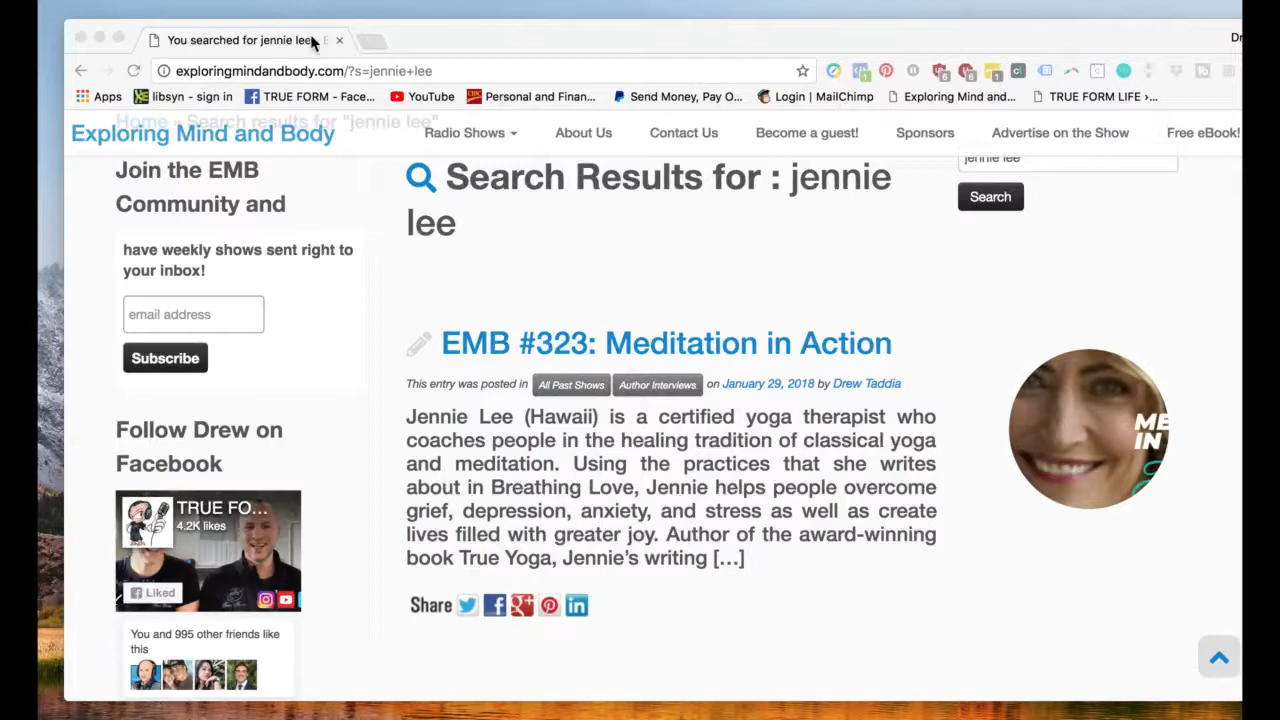 You searched for jennie lee
Dr
exploringmindandbody.com/?s=jennie+lee
Apps
libsyn - sign in
TRUE FORM - Face...
YouTube
Personal and Finan...
Send Money, Pay O...
Login | MailChimp
Exploring Mind and...
TRUE FORM LIFE ›...
Home » Search results for "jennie lee"
Exploring Mind and Body
Radio Shows
About Us
Contact Us
Become a guest!
Sponsors
Advertise on the Show
Free eBook!
Join the EMB
Community and
have weekly shows sent right to
your inbox!
email address
Subscribe
Follow Drew on
Facebook
TRUE FO...
4.2K likes
Liked
You and 995 other friends like
this
Search Results for : jennie
lee
EMB #323: Meditation in Action
This entry was posted in All Past Shows Author Interviews on January 29, 2018 by Drew Taddia
Jennie Lee (Hawaii) is a certified yoga therapist who
coaches people in the healing tradition of classical yoga
and meditation. Using the practices that she writes
about in Breathing Love, Jennie helps people overcome
grief, depression, anxiety, and stress as well as create
lives filled with greater joy. Author of the award-winning
book True Yoga, Jennie’s writing […]
Share
jennie lee
Search
ME
IN